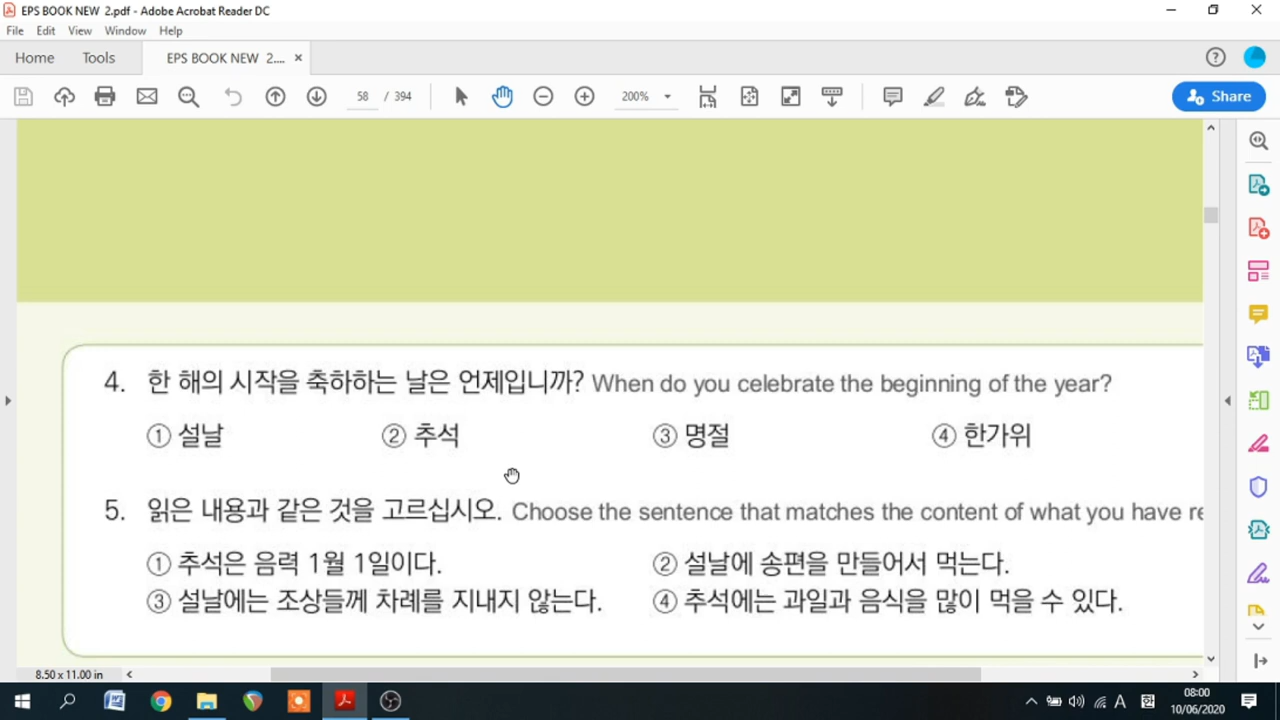 EPS BOOK NEW 2.pdf - Adobe Acrobat Reader DC
File Edit View Window Help
Home Tools EPS BOOK NEW 2.... ×
58 / 394 200% Share
4. 한 해의 시작을 축하하는 날은 언제입니까? When do you celebrate the beginning of the year?
① 설날 ② 추석 ③ 명절 ④ 한가위
5. 읽은 내용과 같은 것을 고르십시오. Choose the sentence that matches the content of what you have re
① 추석은 음력 1월 1일이다. ② 설날에 송편을 만들어서 먹는다.
③ 설날에는 조상들께 차례를 지내지 않는다. ④ 추석에는 과일과 음식을 많이 먹을 수 있다.
8.50 x 11.00 in
A 한 08:00
10/06/2020